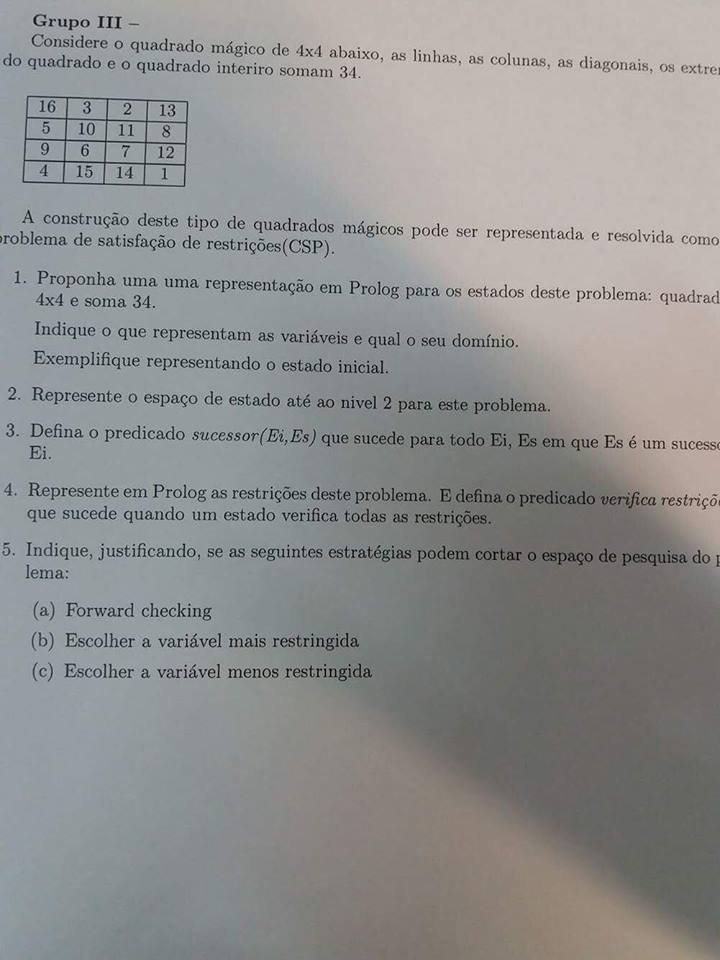 Grupo III –
Considere o quadrado mágico de 4x4 abaixo, as linhas, as colunas, as diagonais, os extre
do quadrado e o quadrado interiro somam 34.
16 3 2 13
5 10 11 8
9 6 7 12
4 15 14 1
A construção deste tipo de quadrados mágicos pode ser representada e resolvida como
problema de satisfação de restrições(CSP).
1. Proponha uma uma representação em Prolog para os estados deste problema: quadrad
4x4 e soma 34.
Indique o que representam as variáveis e qual o seu domínio.
Exemplifique representando o estado inicial.
2. Represente o espaço de estado até ao nivel 2 para este problema.
3. Defina o predicado sucessor(Ei,Es) que sucede para todo Ei, Es em que Es é um sucess
Ei.
4. Represente em Prolog as restrições deste problema. E defina o predicado verifica restriçõ
que sucede quando um estado verifica todas as restrições.
5. Indique, justificando, se as seguintes estratégias podem cortar o espaço de pesquisa do p
lema:
(a) Forward checking
(b) Escolher a variável mais restringida
(c) Escolher a variável menos restringida